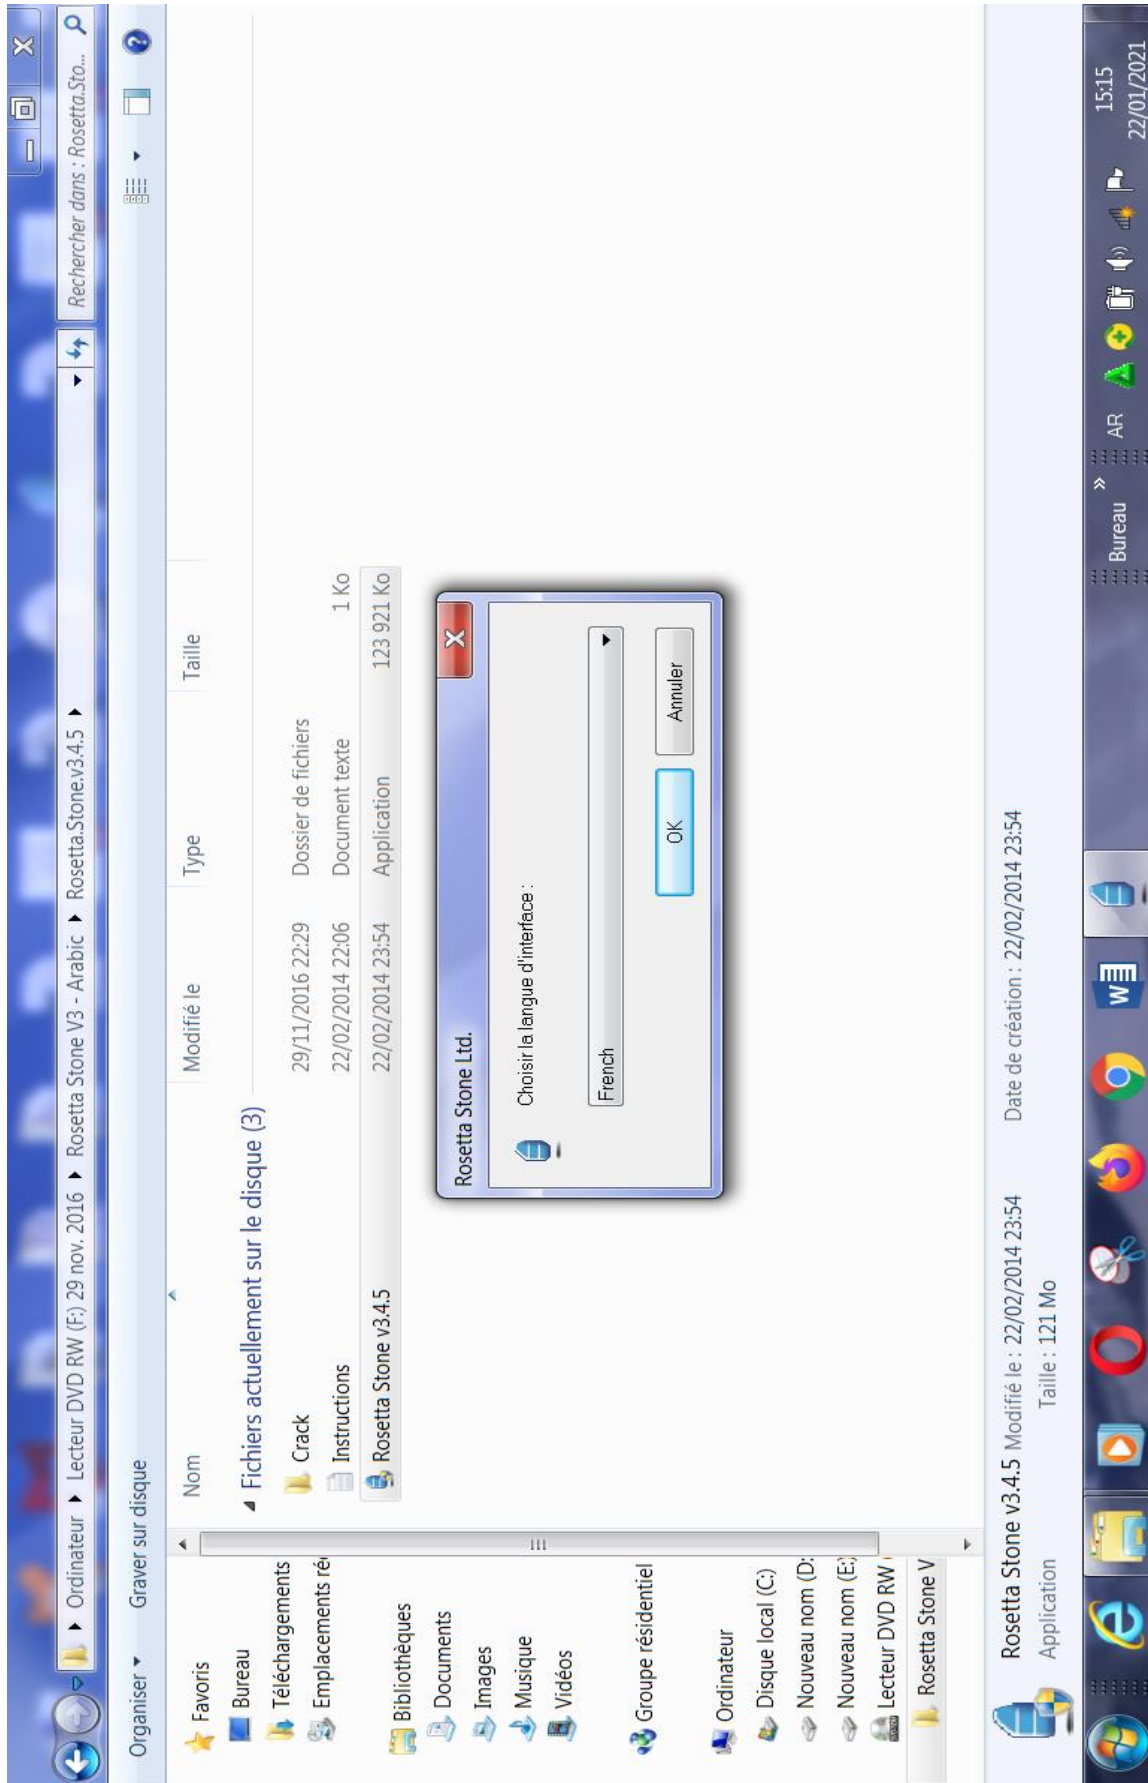 Ordinateur ▸ Lecteur DVD RW (F:) 29 nov. 2016 ▸ Rosetta Stone V3 - Arabic ▸ Rosetta.Stone.v3.4.5 ▸
Rechercher dans : Rosetta.Sto...
Organiser ▾ Graver sur disque
Favoris
Bureau
Téléchargements
Emplacements ré
Bibliothèques
Documents
Images
Musique
Vidéos
Groupe résidentiel
Ordinateur
Disque local (C:)
Nouveau nom (D:
Nouveau nom (E:)
Lecteur DVD RW (
Rosetta Stone V
Nom Modifié le Type Taille
Fichiers actuellement sur le disque (3)
Crack 29/11/2016 22:29 Dossier de fichiers
Instructions 22/02/2014 22:06 Document texte 1 Ko
Rosetta Stone v3.4.5 22/02/2014 23:54 Application 123 921 Ko
Rosetta Stone Ltd.
Choisir la langue d'interface :
French
OK Annuler
Rosetta Stone v3.4.5 Modifié le : 22/02/2014 23:54 Date de création : 22/02/2014 23:54
Application Taille : 121 Mo
Bureau » AR 15:15
22/01/2021